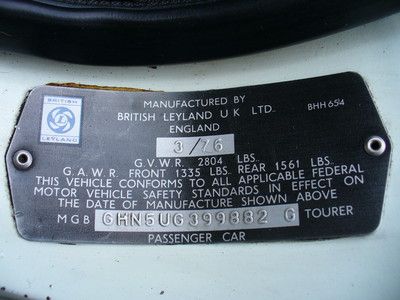 MANUFACTURED BY
BRITISH LEYLAND U K LTD.
BHH 654
ENGLAND
BRITISH
LEYLAND
3/76
G.V.W.R. 2804 LBS.
G.A.W.R. FRONT 1335 LBS. REAR 1561 LBS.
THIS VEHICLE CONFORMS TO ALL APPLICABLE FEDERAL
MOTOR VEHICLE SAFETY STANDARDS IN EFFECT ON
THE DATE OF MANUFACTURE SHOWN ABOVE
MGB GHN5UG399882 G TOURER
PASSENGER CAR